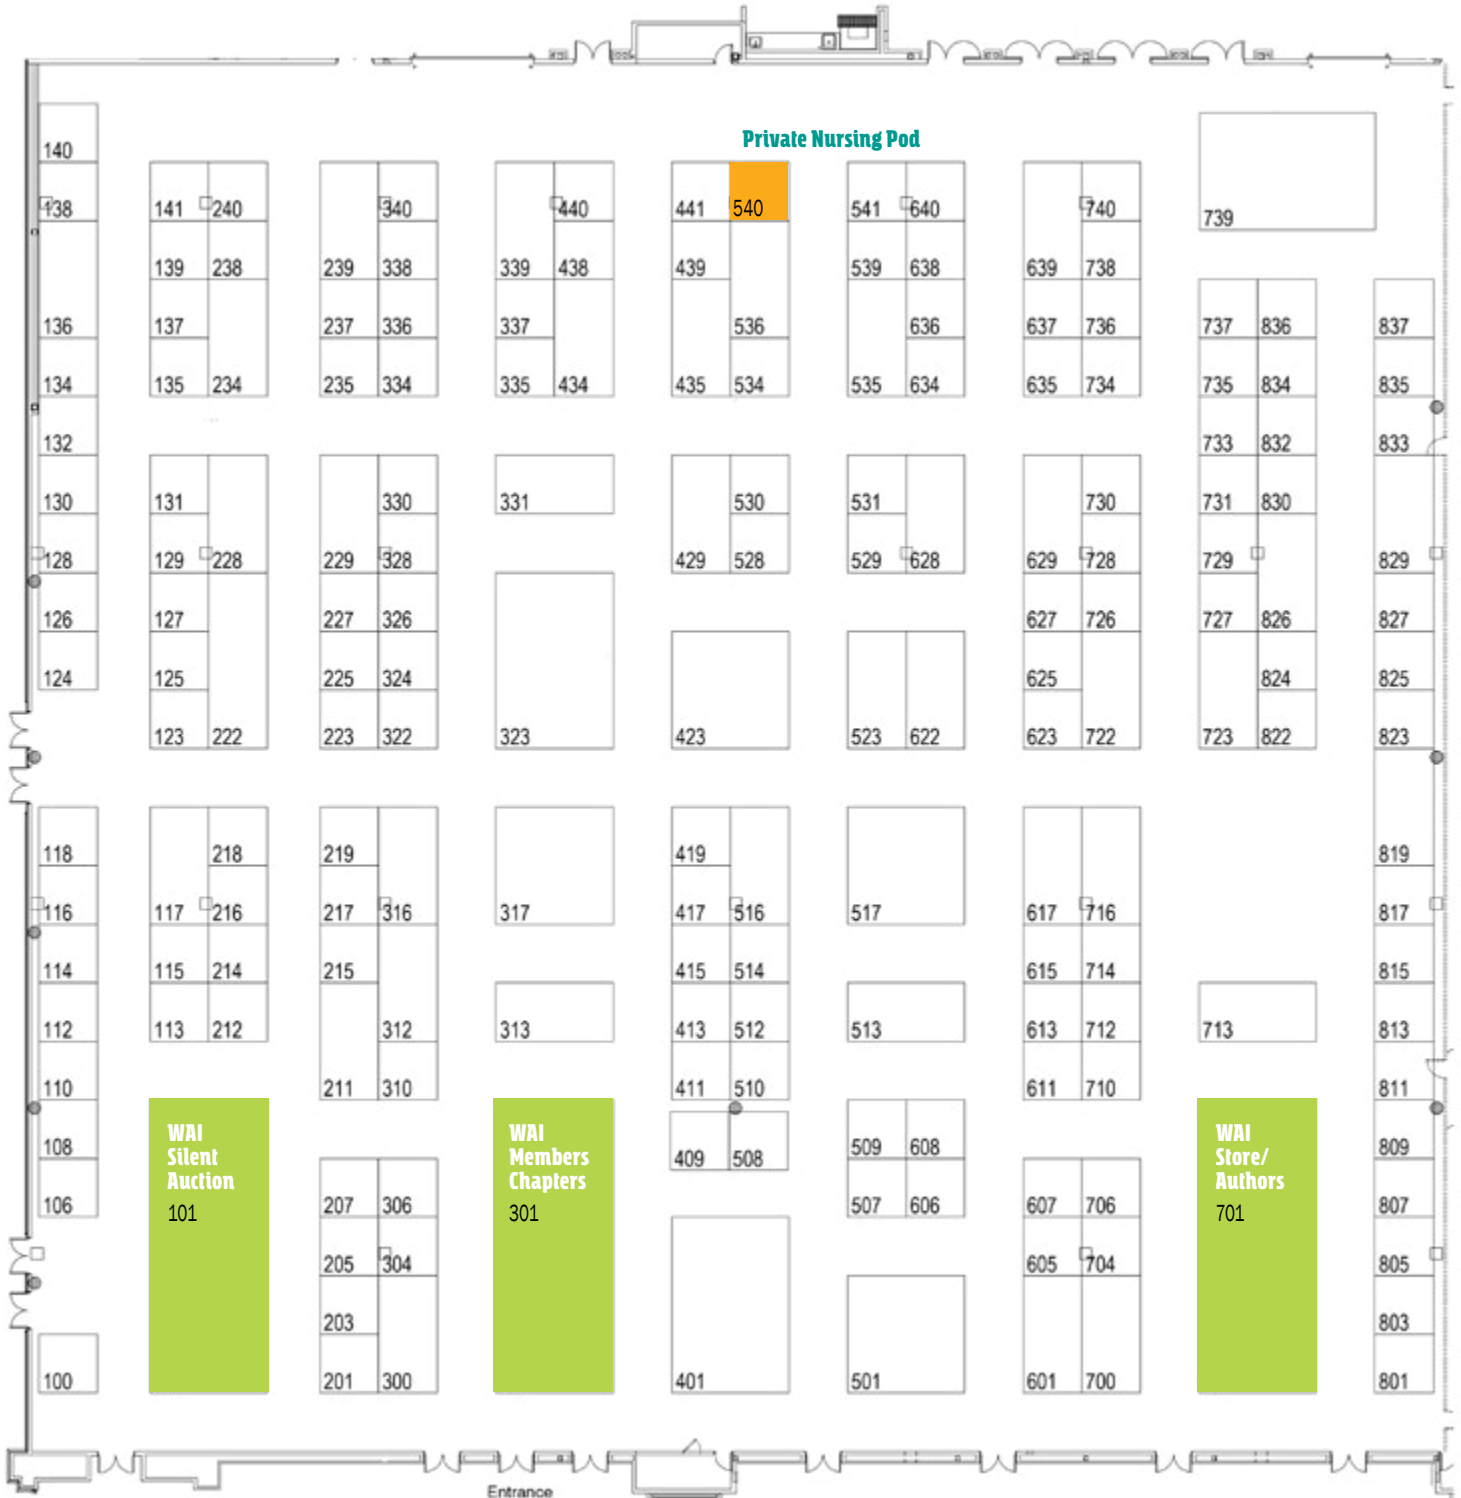 Private Nursing Pod
140
138 141 240 340 440 441 540 541 640 740 739
139 238 239 338 339 438 439 539 638 639 738
136 137 237 336 337 536 636 637 736 737 836 837
134 135 234 235 334 335 434 435 534 535 634 635 734 735 834 835
132 733 832 833
130 131 330 331 530 531 730 731 830
128 129 228 229 328 429 528 529 628 629 728 729 829
126 127 227 326 627 726 727 826 827
124 125 225 324 625 824 825
123 222 223 322 323 423 523 622 623 722 723 822 823
118 218 219 419 819
116 117 216 217 316 317 417 516 517 617 716 817
114 115 214 215 415 514 615 714 815
112 113 212 312 313 413 512 513 613 712 713 813
110 211 310 411 510 611 710 811
108 409 508 509 608 809
WAI
Silent
Auction
101
WAI
Members
Chapters
301
WAI
Store/
Authors
701
106 207 306 507 606 607 706 807
205 304 605 704 805
203 803
100 201 300 401 501 601 700 801
Entrance